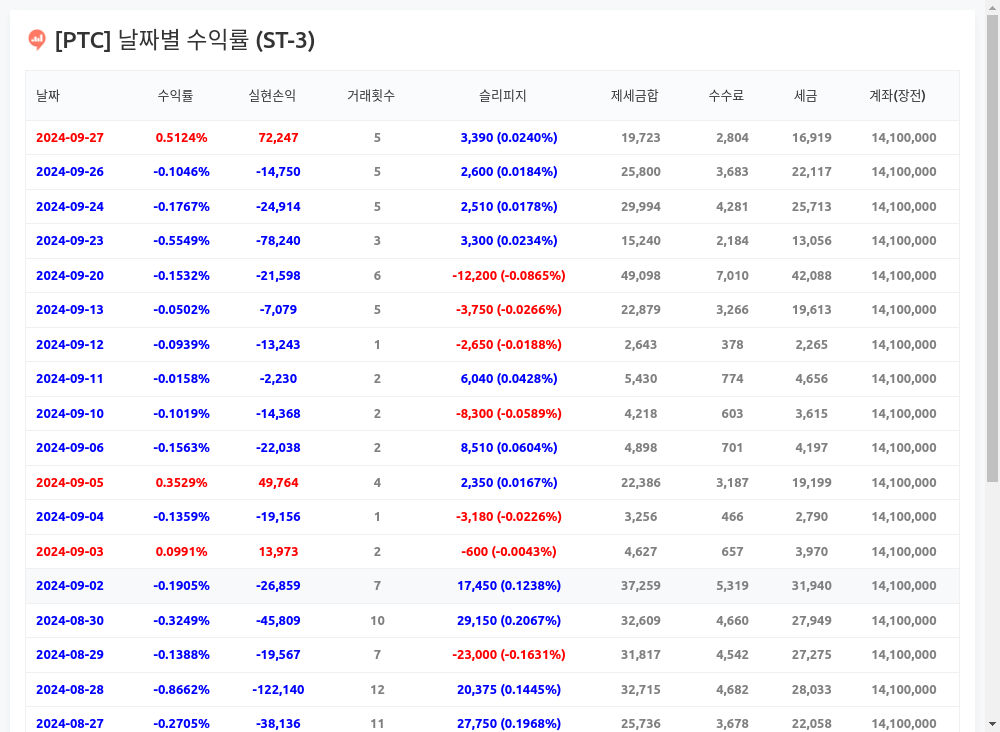 [PTC] 날짜별 수익률 (ST-3)
날짜 수익률 실현손익 거래횟수 슬리피지 제세금합 수수료 세금 계좌(장전)
2024-09-27 0.5124% 72,247 5 3,390 (0.0240%) 19,723 2,804 16,919 14,100,000
2024-09-26 -0.1046% -14,750 5 2,600 (0.0184%) 25,800 3,683 22,117 14,100,000
2024-09-24 -0.1767% -24,914 5 2,510 (0.0178%) 29,994 4,281 25,713 14,100,000
2024-09-23 -0.5549% -78,240 3 3,300 (0.0234%) 15,240 2,184 13,056 14,100,000
2024-09-20 -0.1532% -21,598 6 -12,200 (-0.0865%) 49,098 7,010 42,088 14,100,000
2024-09-13 -0.0502% -7,079 5 -3,750 (-0.0266%) 22,879 3,266 19,613 14,100,000
2024-09-12 -0.0939% -13,243 1 -2,650 (-0.0188%) 2,643 378 2,265 14,100,000
2024-09-11 -0.0158% -2,230 2 6,040 (0.0428%) 5,430 774 4,656 14,100,000
2024-09-10 -0.1019% -14,368 2 -8,300 (-0.0589%) 4,218 603 3,615 14,100,000
2024-09-06 -0.1563% -22,038 2 8,510 (0.0604%) 4,898 701 4,197 14,100,000
2024-09-05 0.3529% 49,764 4 2,350 (0.0167%) 22,386 3,187 19,199 14,100,000
2024-09-04 -0.1359% -19,156 1 -3,180 (-0.0226%) 3,256 466 2,790 14,100,000
2024-09-03 0.0991% 13,973 2 -600 (-0.0043%) 4,627 657 3,970 14,100,000
2024-09-02 -0.1905% -26,859 7 17,450 (0.1238%) 37,259 5,319 31,940 14,100,000
2024-08-30 -0.3249% -45,809 10 29,150 (0.2067%) 32,609 4,660 27,949 14,100,000
2024-08-29 -0.1388% -19,567 7 -23,000 (-0.1631%) 31,817 4,542 27,275 14,100,000
2024-08-28 -0.8662% -122,140 12 20,375 (0.1445%) 32,715 4,682 28,033 14,100,000
2024-08-27 -0.2705% -38,136 11 27,750 (0.1968%) 25,736 3,678 22,058 14,100,000